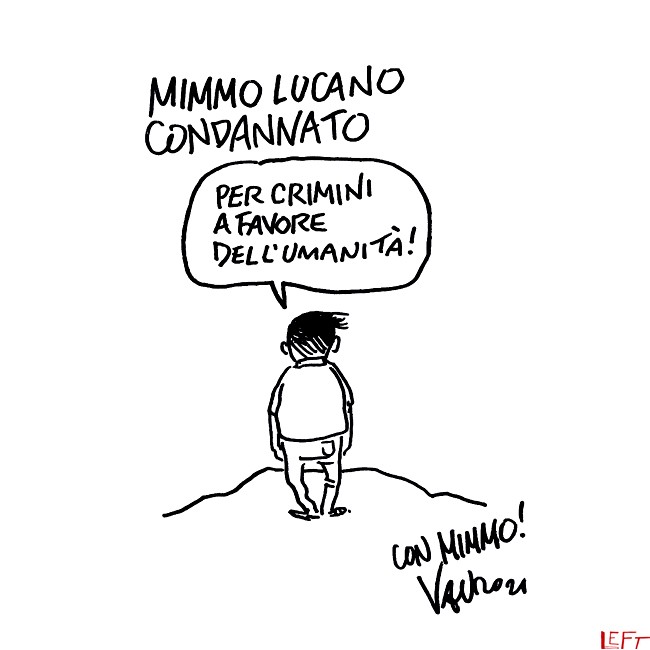 MIMMO LUCANO
CONDANNATO
PER CRIMINI
A FAVORE
DELL'UMANITÀ!
CON MIMMO!
LEFT